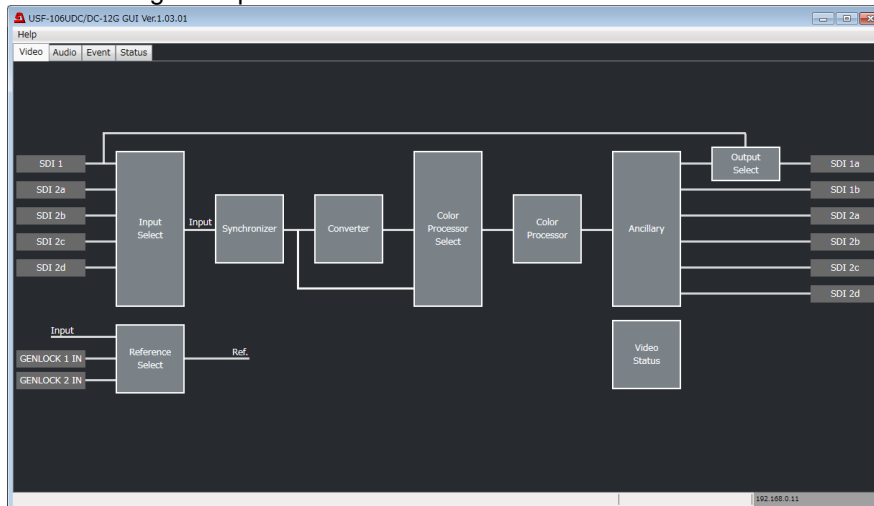 USF-106UDC/DC-12G GUI Ver.1.03.01
Help
Video Audio Event Status
SDI 1
SDI 2a
SDI 2b
SDI 2c
SDI 2d
Input
Select
Input
Synchronizer
Converter
Color
Processor
Select
Color
Processor
Ancillary
Output
Select
SDI 1a
SDI 1b
SDI 2a
SDI 2b
SDI 2c
SDI 2d
Input
GENLOCK 1 IN
GENLOCK 2 IN
Reference
Select
Ref.
Video
Status
192.168.0.11